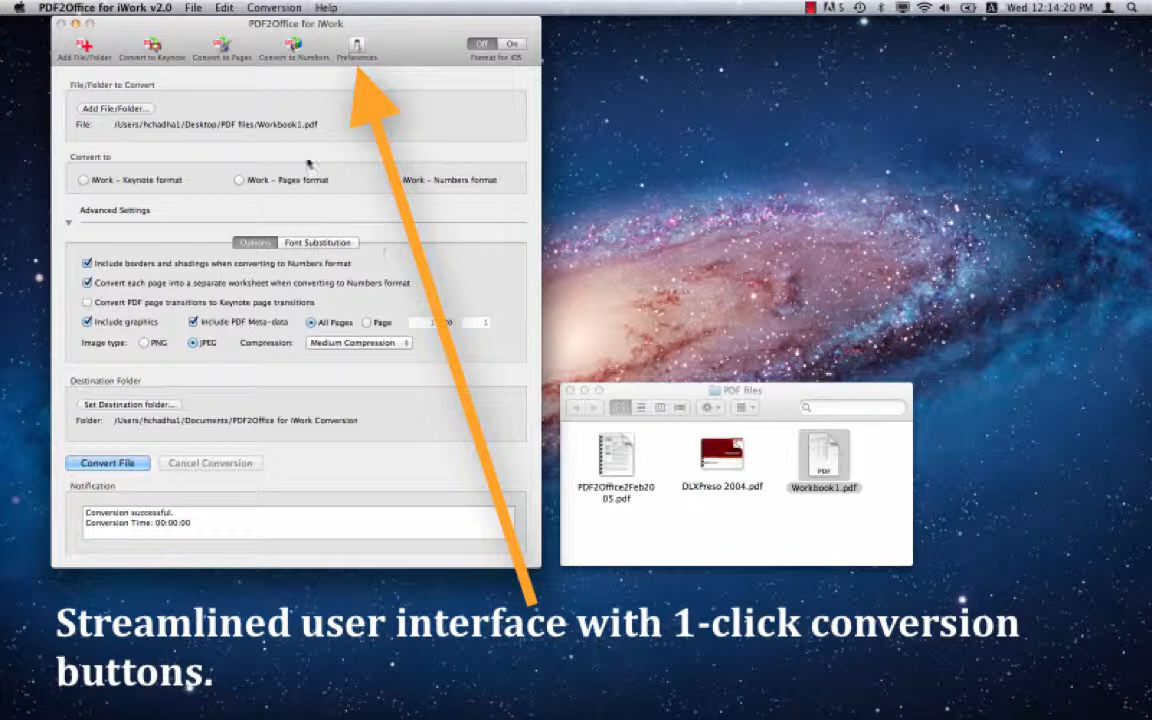 PDF2Office for iWork v2.0 File Edit Conversion Help
5 A Wed 12:14:20 PM
PDF2Office for iWork
Off On
Add File/Folder Convert to Keynote Convert to Pages Convert to Numbers Preferences Format for iOS
File/Folder to Convert
Add File/Folder...
File: /Users/hchadha1/Desktop/PDF files/Workbook1.pdf
Convert to
iWork - Keynote format iWork - Pages format iWork - Numbers format
Advanced Settings
Options Font Substitution
Include borders and shadings when converting to Numbers format
Convert each page into a separate worksheet when converting to Numbers format
Convert PDF page transitions to Keynote page transitions
Include graphics Include PDF Meta-data All Pages Page 1
Image type: PNG JPEG Compression: Medium Compression
Destination Folder
Set Destination folder...
Folder: /Users/hchadha1/Documents/PDF2Office for iWork Conversion
Convert File Cancel Conversion
Notification
Conversion successful.
Conversion Time: 00:00:00
PDF files
PDF
PDF2Office2Feb20
05.pdf
DLXPreso 2004.pdf
Workbook1.pdf
Streamlined user interface with 1-click conversion
buttons.